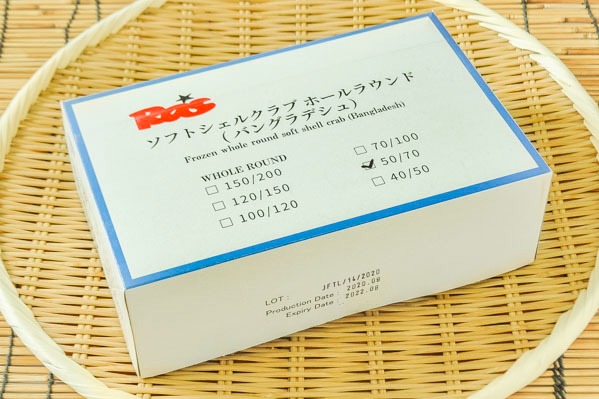 ソフトシェルクラブ ホールラウンド
(バングラデシュ)
Frozen whole round soft shell crab (Bangladesh)
WHOLE ROUND
☐ 150/200
☐ 120/150
☐ 100/120
☐ 70/100
☑ 50/70
☐ 40/50
LOT : JFTL/14/2020
Production Date : 2020.08
Expiry Date : 2022.08